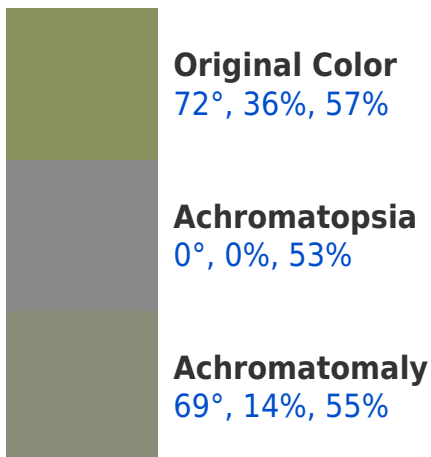 Original Color
72°, 36%, 57%
Achromatopsia
0°, 0%, 53%
Achromatomaly
69°, 14%, 55%